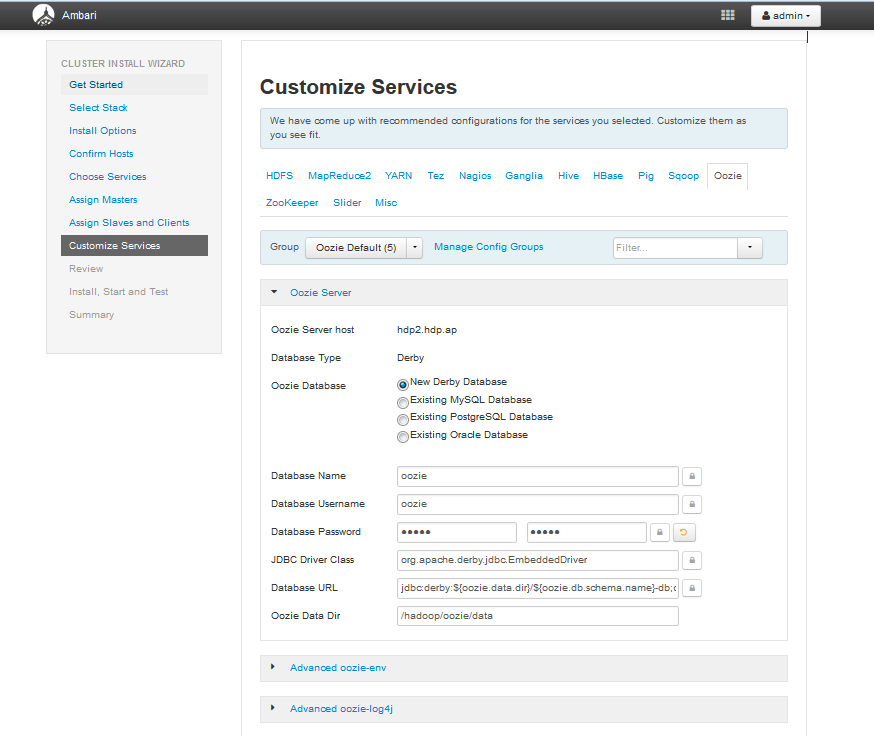 Ambari
admin
CLUSTER INSTALL WIZARD
Get Started
Select Stack
Install Options
Confirm Hosts
Choose Services
Assign Masters
Assign Slaves and Clients
Customize Services
Review
Install, Start and Test
Summary
Customize Services
We have come up with recommended configurations for the services you selected. Customize them as
you see fit.
HDFS MapReduce2 YARN Tez Nagios Ganglia Hive HBase Pig Sqoop Oozie
ZooKeeper Slider Misc
Group Oozie Default (5) Manage Config Groups Filter...
Oozie Server
Oozie Server host hdp2.hdp.ap
Database Type Derby
Oozie Database New Derby Database
Existing MySQL Database
Existing PostgreSQL Database
Existing Oracle Database
Database Name oozie
Database Username oozie
Database Password ●●●●● ●●●●●
JDBC Driver Class org.apache.derby.jdbc.EmbeddedDriver
Database URL jdbc:derby:${oozie.data.dir}/${oozie.db.schema.name}-db;c
Oozie Data Dir /hadoop/oozie/data
Advanced oozie-env
Advanced oozie-log4j